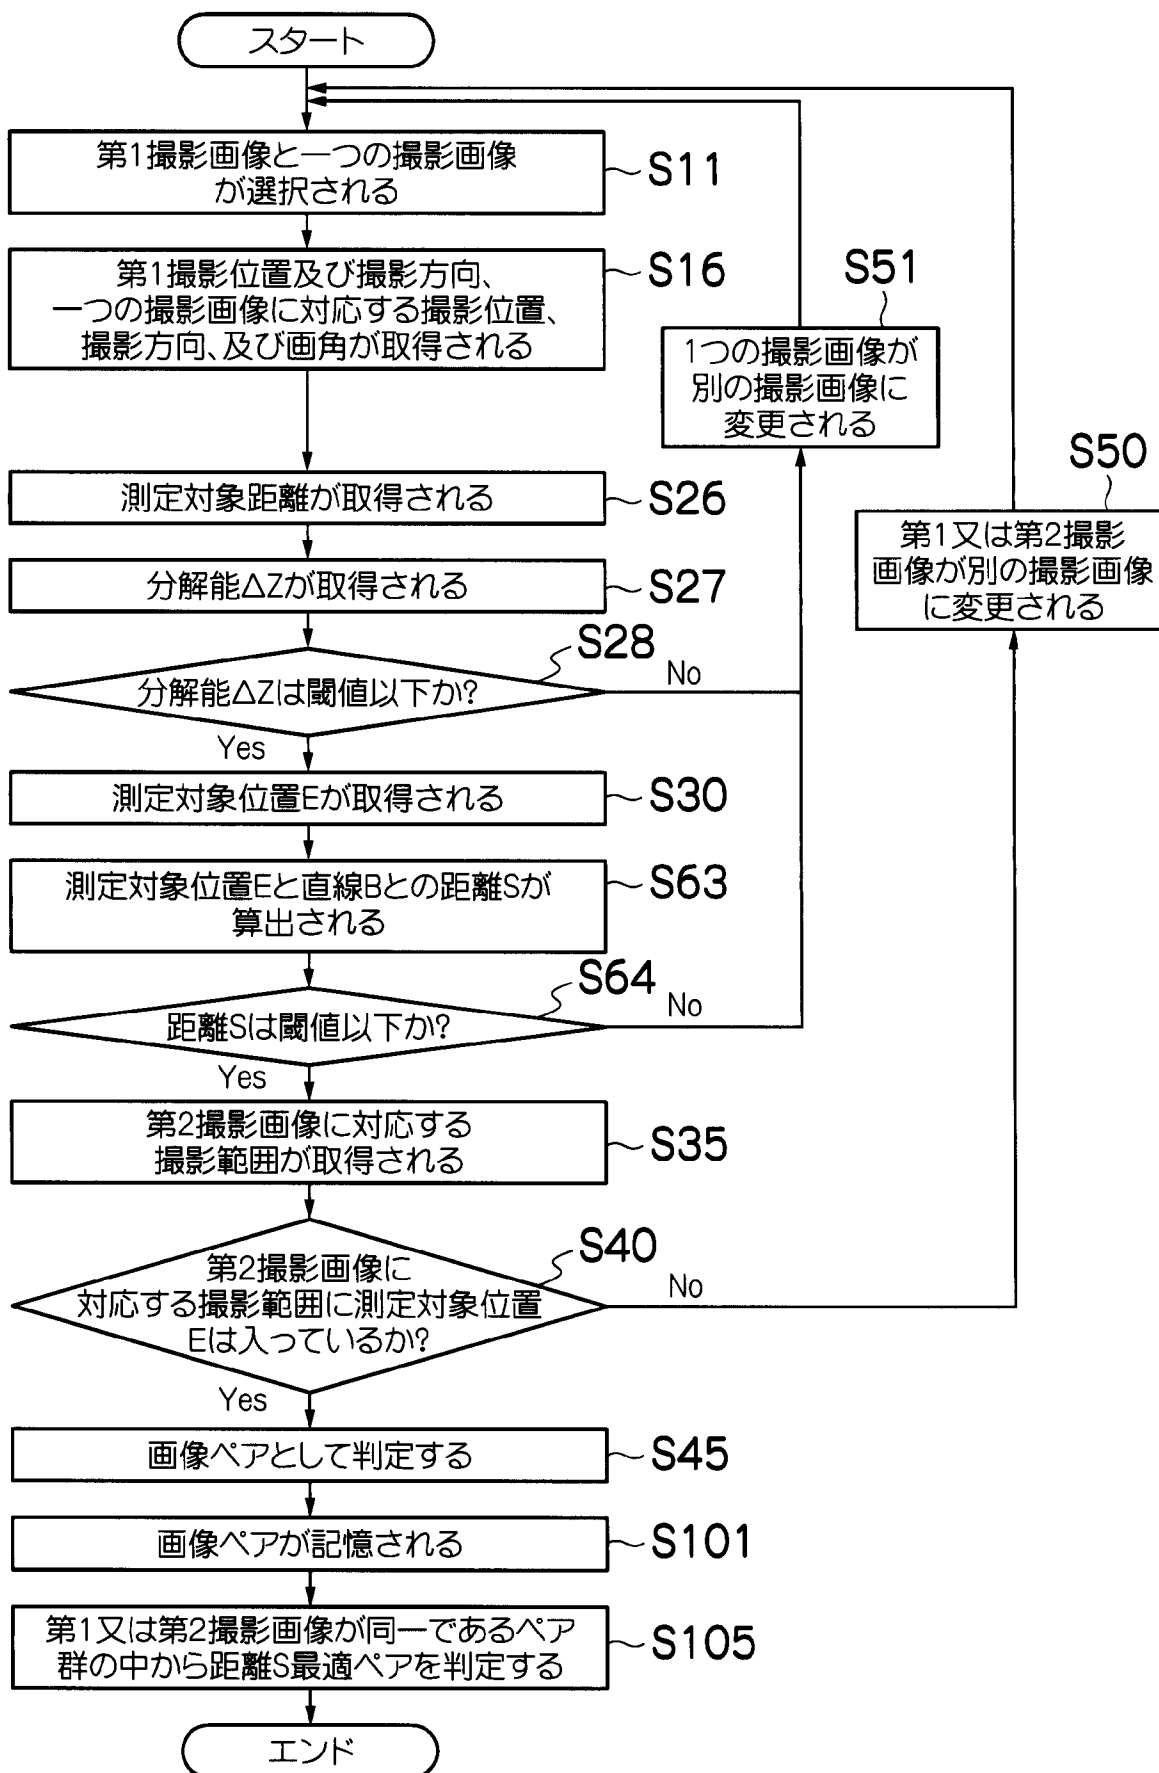 スタート
第1撮影画像と一つの撮影画像
が選択される
S11
第1撮影位置及び撮影方向、
一つの撮影画像に対応する撮影位置、
撮影方向、及び画角が取得される
S16
S51
1つの撮影画像が
別の撮影画像に
変更される
S50
第1又は第2撮影
画像が別の撮影画像
に変更される
測定対象距離が取得される
S26
分解能ΔZが取得される
S27
S28
分解能ΔZは閾値以下か?
No
Yes
測定対象位置Eが取得される
S30
測定対象位置Eと直線Bとの距離Sが
算出される
S63
S64
距離Sは閾値以下か?
No
Yes
第2撮影画像に対応する
撮影範囲が取得される
S35
S40
第2撮影画像に
対応する撮影範囲に測定対象位置
Eは入っているか?
No
Yes
画像ペアとして判定する
S45
画像ペアが記憶される
S101
第1又は第2撮影画像が同一であるペア
群の中から距離S最適ペアを判定する
S105
エンド